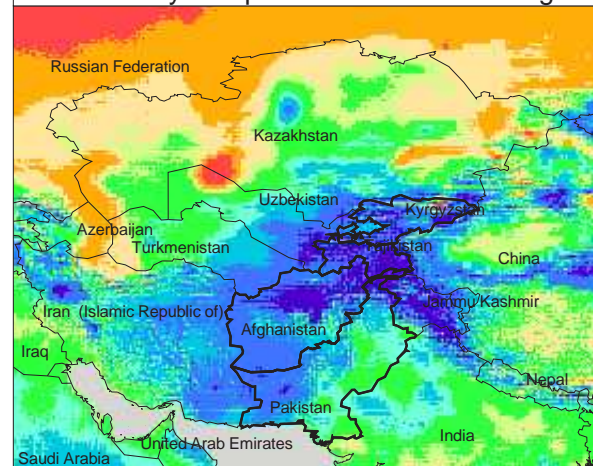 Russian Federation
Kazakhstan
Uzbekistan
Kyrgyzstan
Azerbaijan
Turkmenistan
Tajikistan
China
Iran (Islamic Republic of)
Jammu Kashmir
Afghanistan
Iraq
Nepal
Pakistan
United Arab Emirates
India
Saudi Arabia